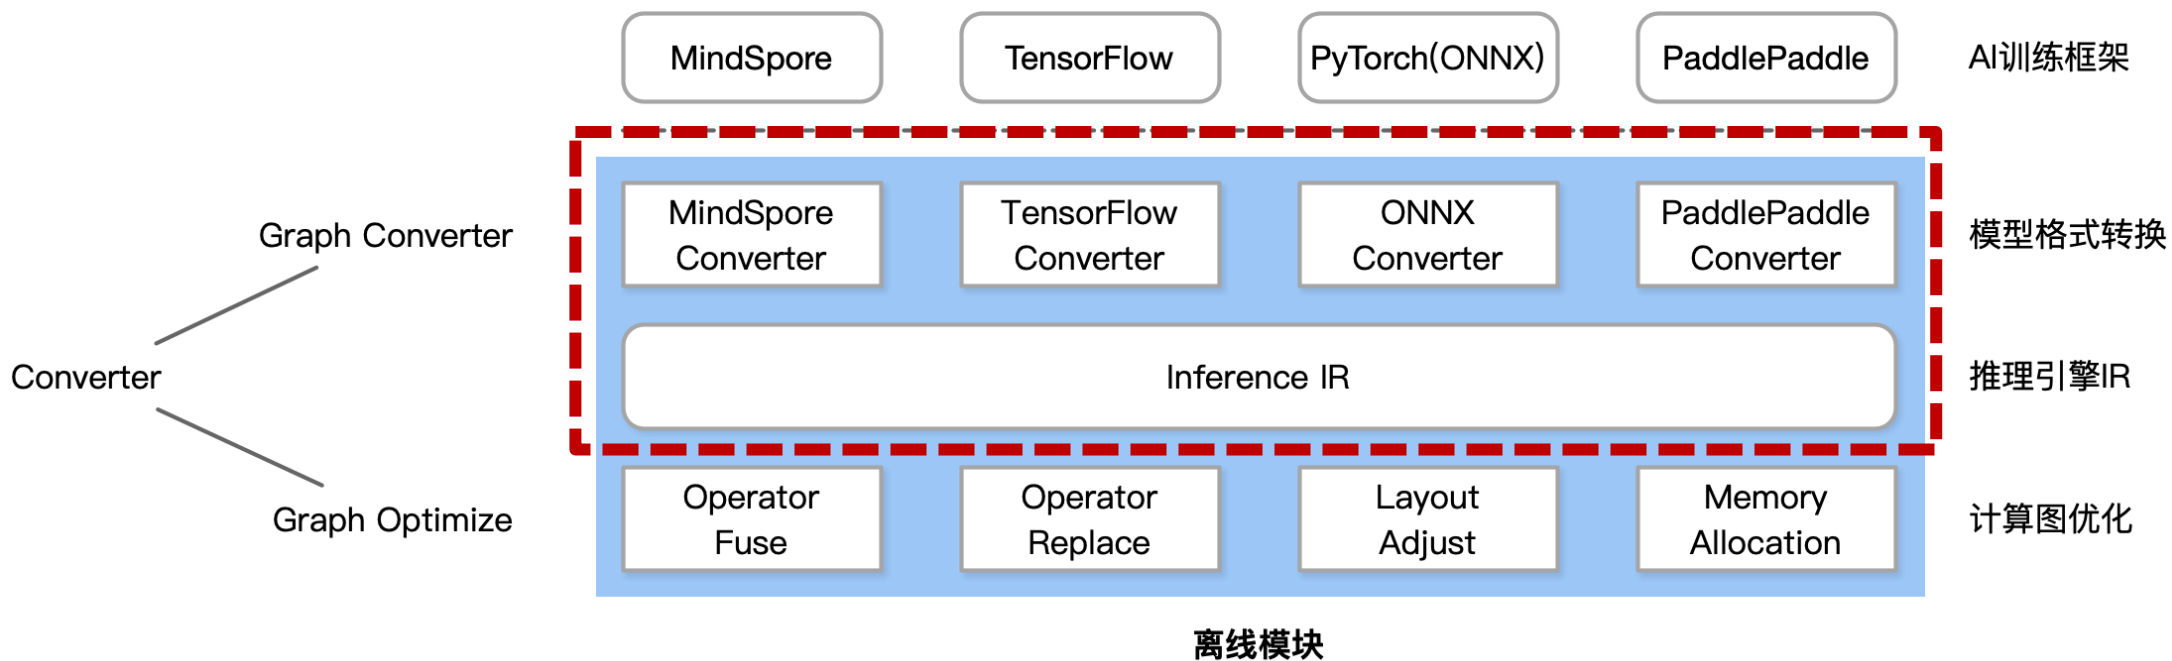 MindSpore
TensorFlow
PyTorch(ONNX)
PaddlePaddle
AI训练框架
Graph Converter
MindSpore
Converter
TensorFlow
Converter
ONNX
Converter
PaddlePaddle
Converter
模型格式转换
Converter
Inference IR
推理引擎IR
Graph Optimize
Operator
Fuse
Operator
Replace
Layout
Adjust
Memory
Allocation
计算图优化
离线模块